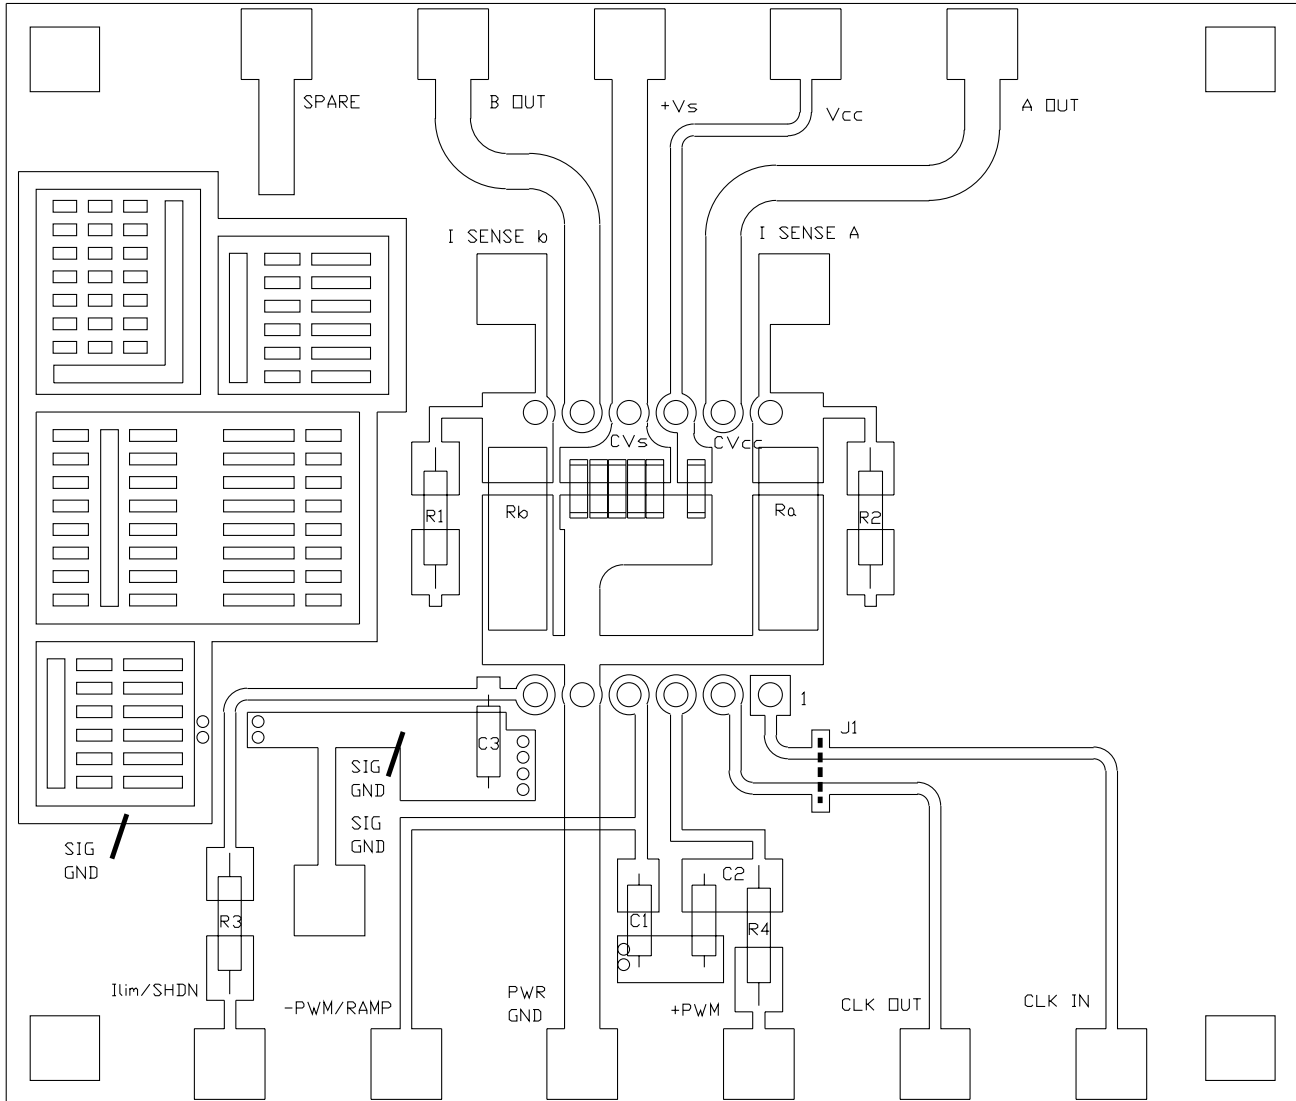 SPARE
B OUT
+Vs
Vcc
A OUT
I SENSE b
I SENSE A
CVs
CVcc
R1
Rb
Ra
R2
1
J1
C3
SIG
GND
SIG
GND
SIG
GND
C2
R3
C1
R4
Ilim/SHDN
-PWM/RAMP
PWR
GND
+PWM
CLK OUT
CLK IN